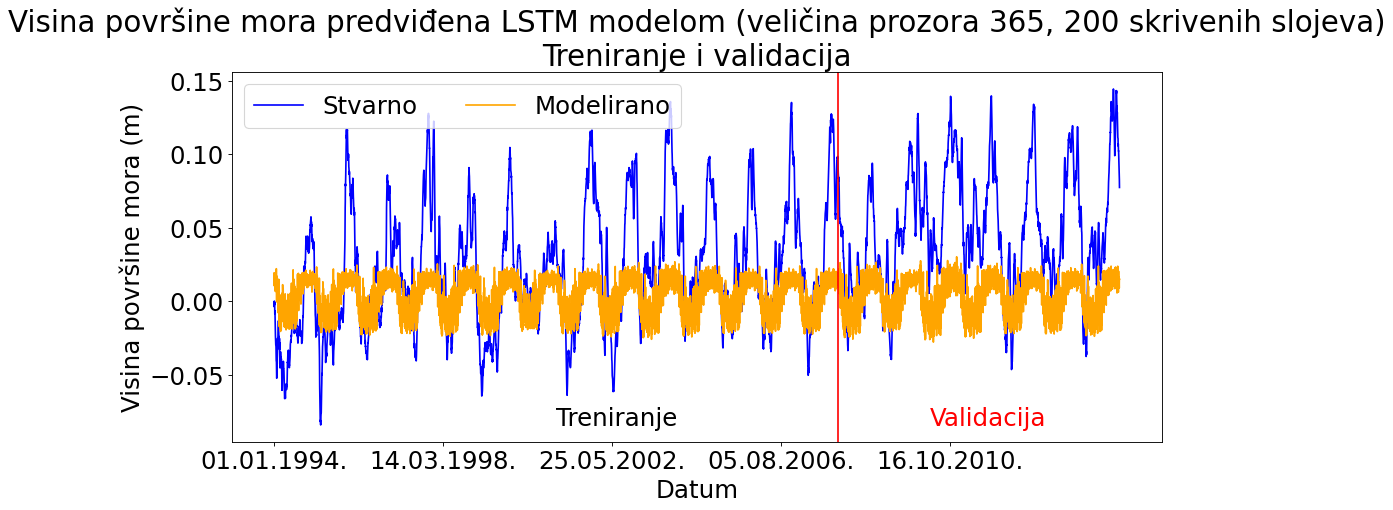 Visina površine mora predviđena LSTM modelom (veličina prozora 365, 200 skrivenih slojeva)
Treniranje i validacija
Stvarno Modelirano
Visina površine mora (m)
0.15
0.10
0.05
0.00
−0.05
Treniranje Validacija
01.01.1994. 14.03.1998. 25.05.2002. 05.08.2006. 16.10.2010.
Datum